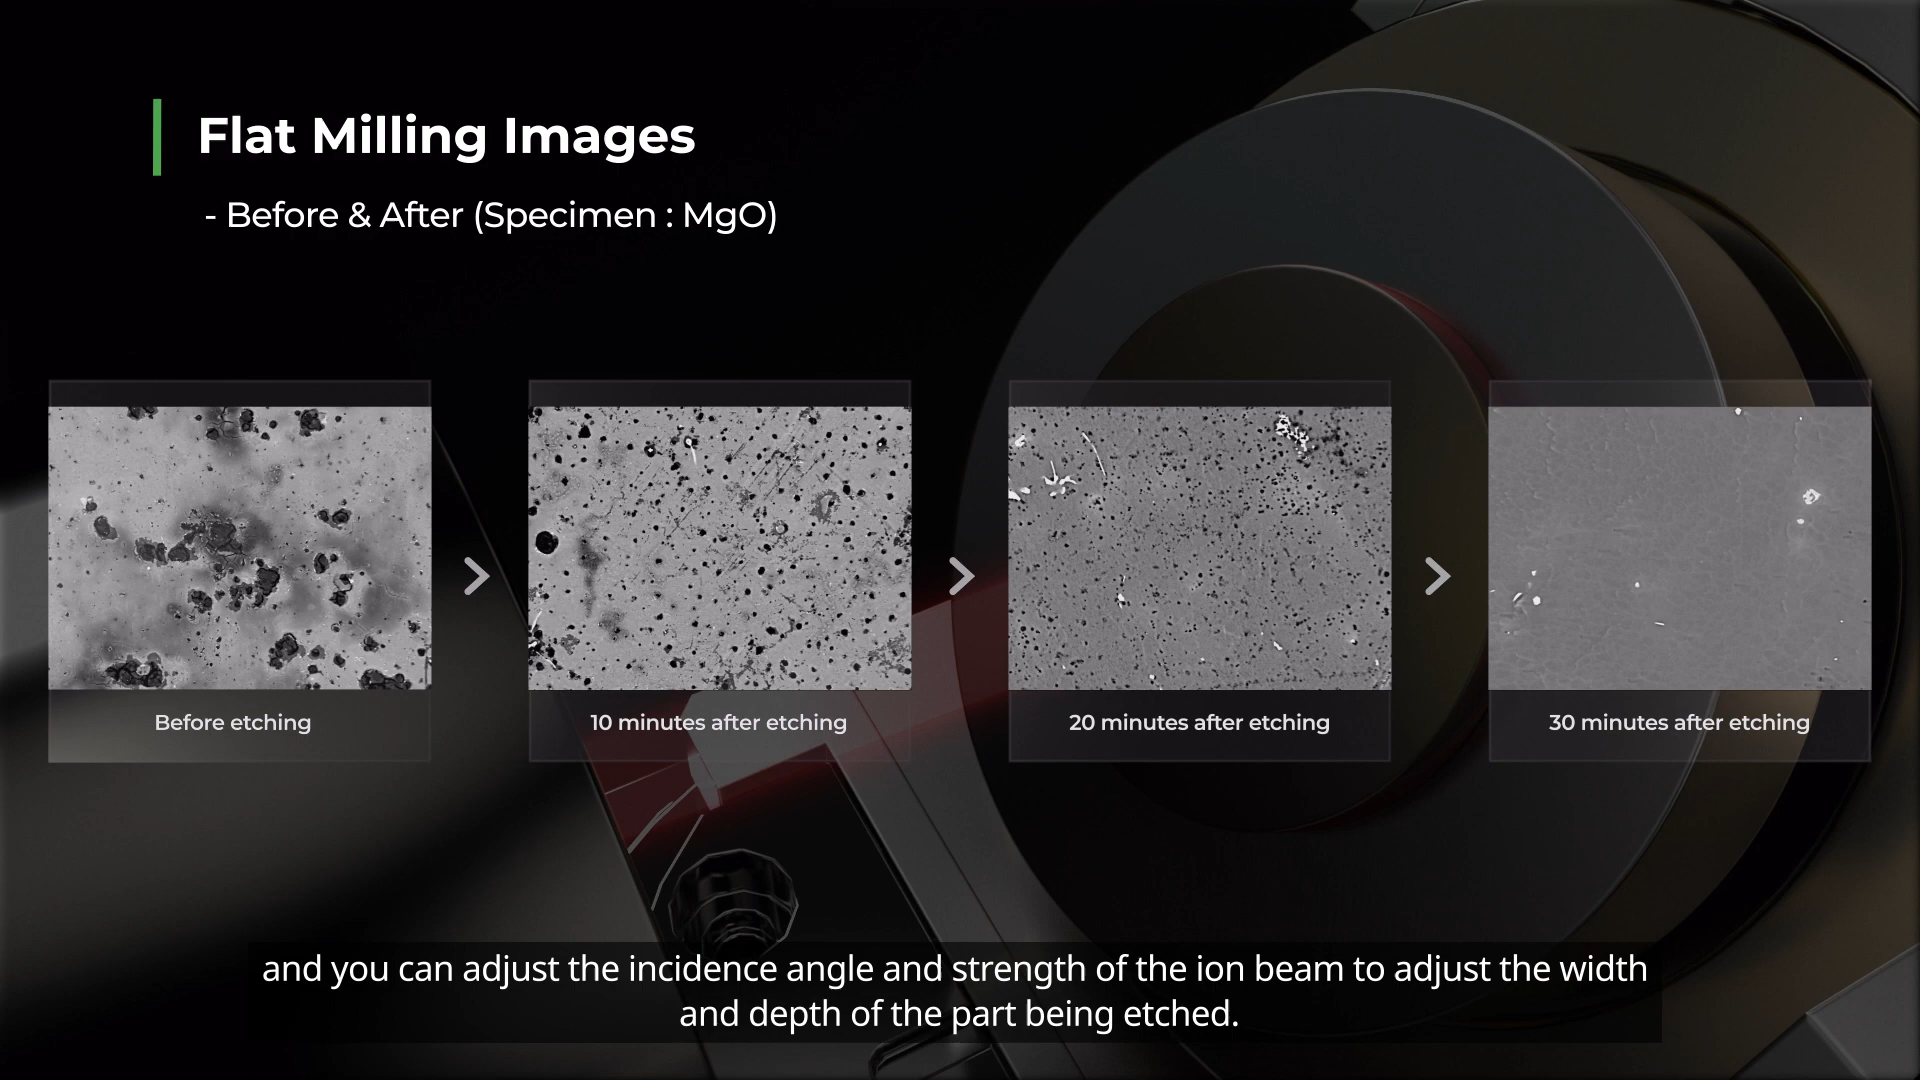 Flat Milling Images
- Before & After (Specimen : MgO)
Before etching
10 minutes after etching
20 minutes after etching
30 minutes after etching
and you can adjust the incidence angle and strength of the ion beam to adjust the width
and depth of the part being etched.